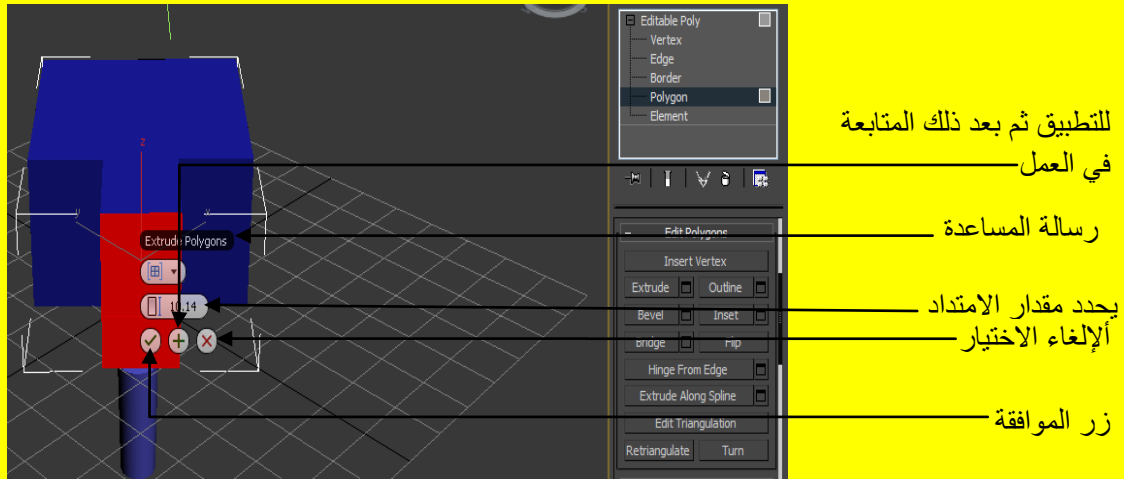 Editable Poly
Vertex
Edge
Border
Polygon
Element
للتطبيق ثم بعد ذلك المتابعة
في العمل
z
y
x
Extrude Polygons
10.14
Edit Polygons
Insert Vertex
Extrude Outline
Bevel Inset
Bridge Flip
Hinge From Edge
Extrude Along Spline
Edit Triangulation
Retriangulate Turn
رسالة المساعدة
يحدد مقدار الامتداد
ألإلغاء الاختيار
زر الموافقة